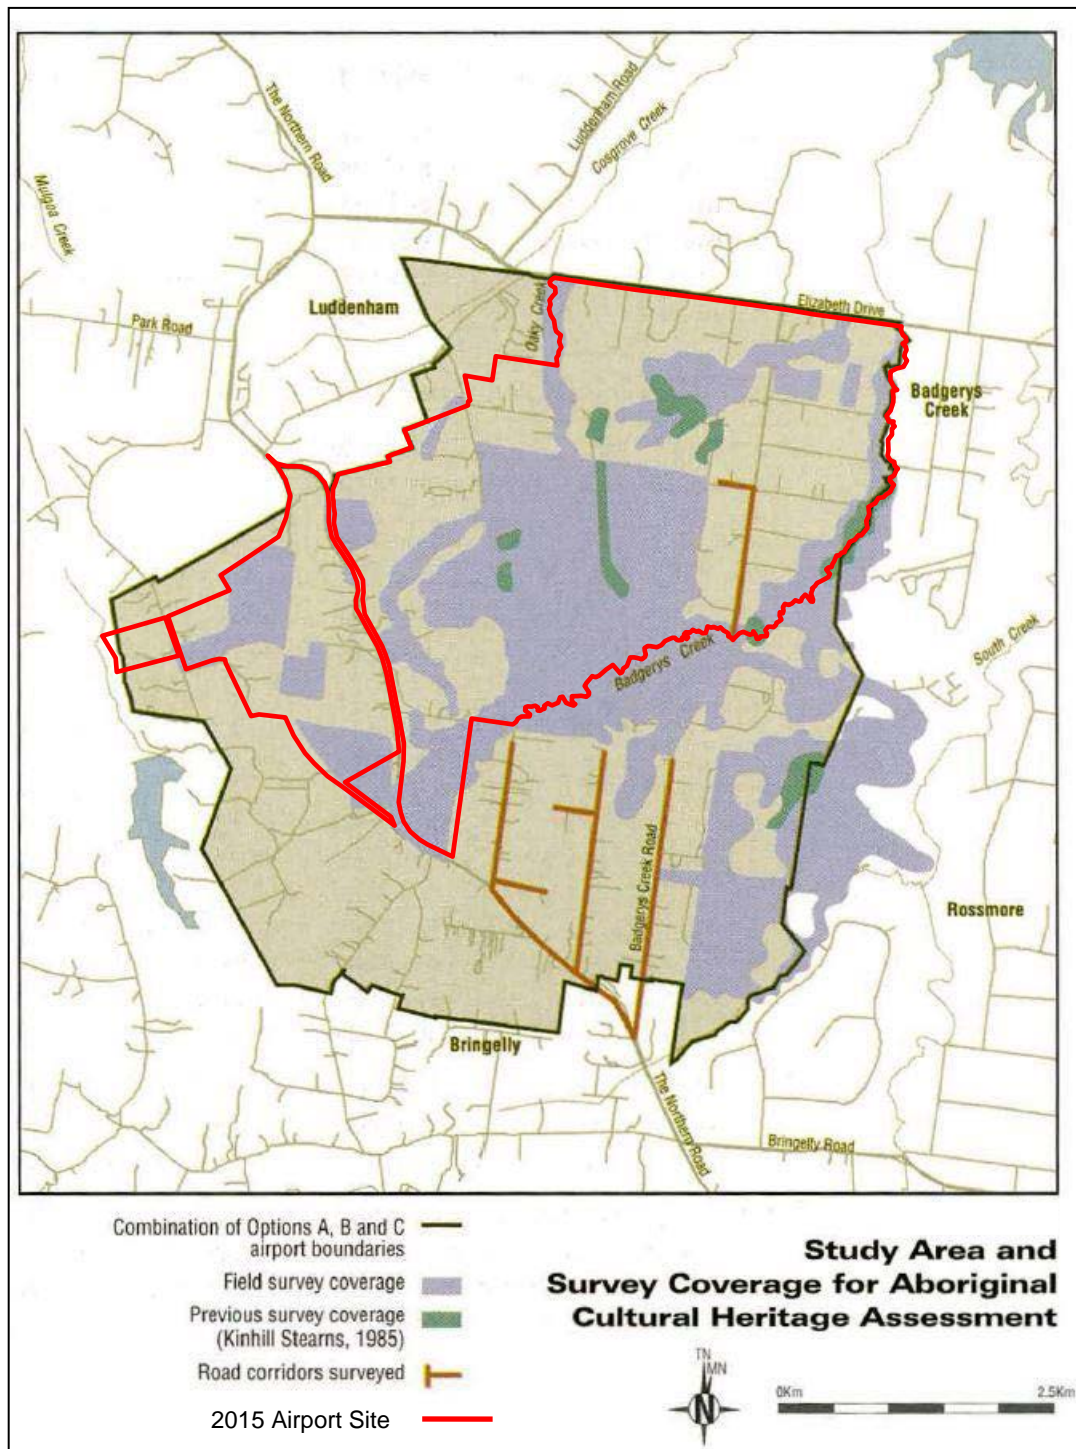 The Northern Road
Luddenham Road
Cosgrove Creek
Mulgoa Creek
Oaky Creek
Elizabeth Drive
Luddenham
Park Road
Badgerys
Creek
South Creek
Badgerys Creek
Badgerys Creek Road
Rossmore
Bringelly
The Northern Road
Bringelly Road
Combination of Options A, B and C
airport boundaries
Field survey coverage
Previous survey coverage
(Kinhill Stearns, 1985)
Road corridors surveyed
2015 Airport Site
Study Area and
Survey Coverage for Aboriginal
Cultural Heritage Assessment
TN
MN
N
0Km
2.5Km